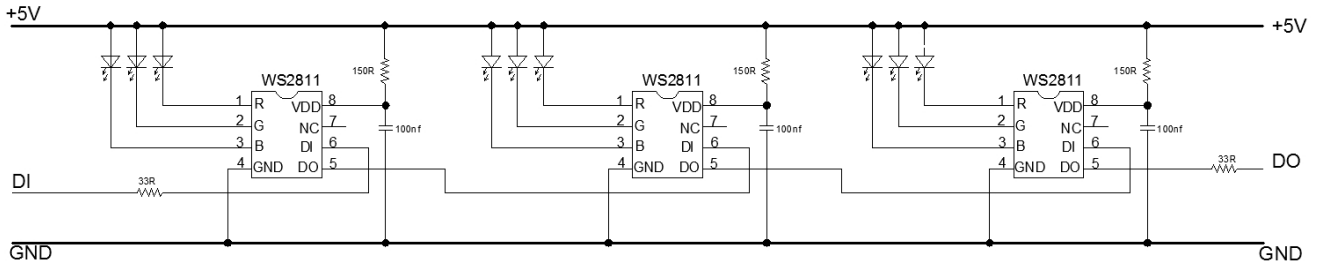 +5V
+5V
150R
WS2811
1 R VDD 8
2 G NC 7
3 B DI 6
4 GND DO 5
100nf
150R
WS2811
1 R VDD 8
2 G NC 7
3 B DI 6
4 GND DO 5
100nf
150R
WS2811
1 R VDD 8
2 G NC 7
3 B DI 6
4 GND DO 5
100nf
DI
33R
33R
DO
GND
GND